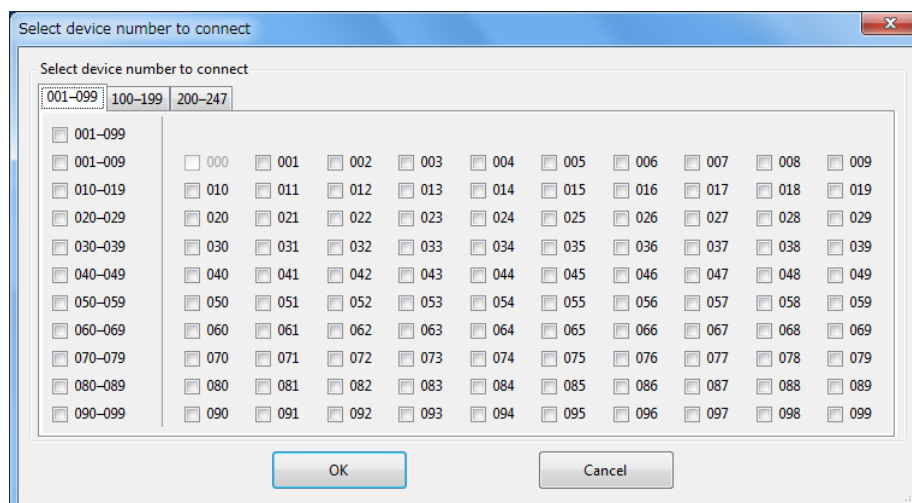 Select device number to connect
Select device number to connect
001–099 100–199 200–247
001–099
001–009 000 001 002 003 004 005 006 007 008 009
010–019 010 011 012 013 014 015 016 017 018 019
020–029 020 021 022 023 024 025 026 027 028 029
030–039 030 031 032 033 034 035 036 037 038 039
040–049 040 041 042 043 044 045 046 047 048 049
050–059 050 051 052 053 054 055 056 057 058 059
060–069 060 061 062 063 064 065 066 067 068 069
070–079 070 071 072 073 074 075 076 077 078 079
080–089 080 081 082 083 084 085 086 087 088 089
090–099 090 091 092 093 094 095 096 097 098 099
OK Cancel